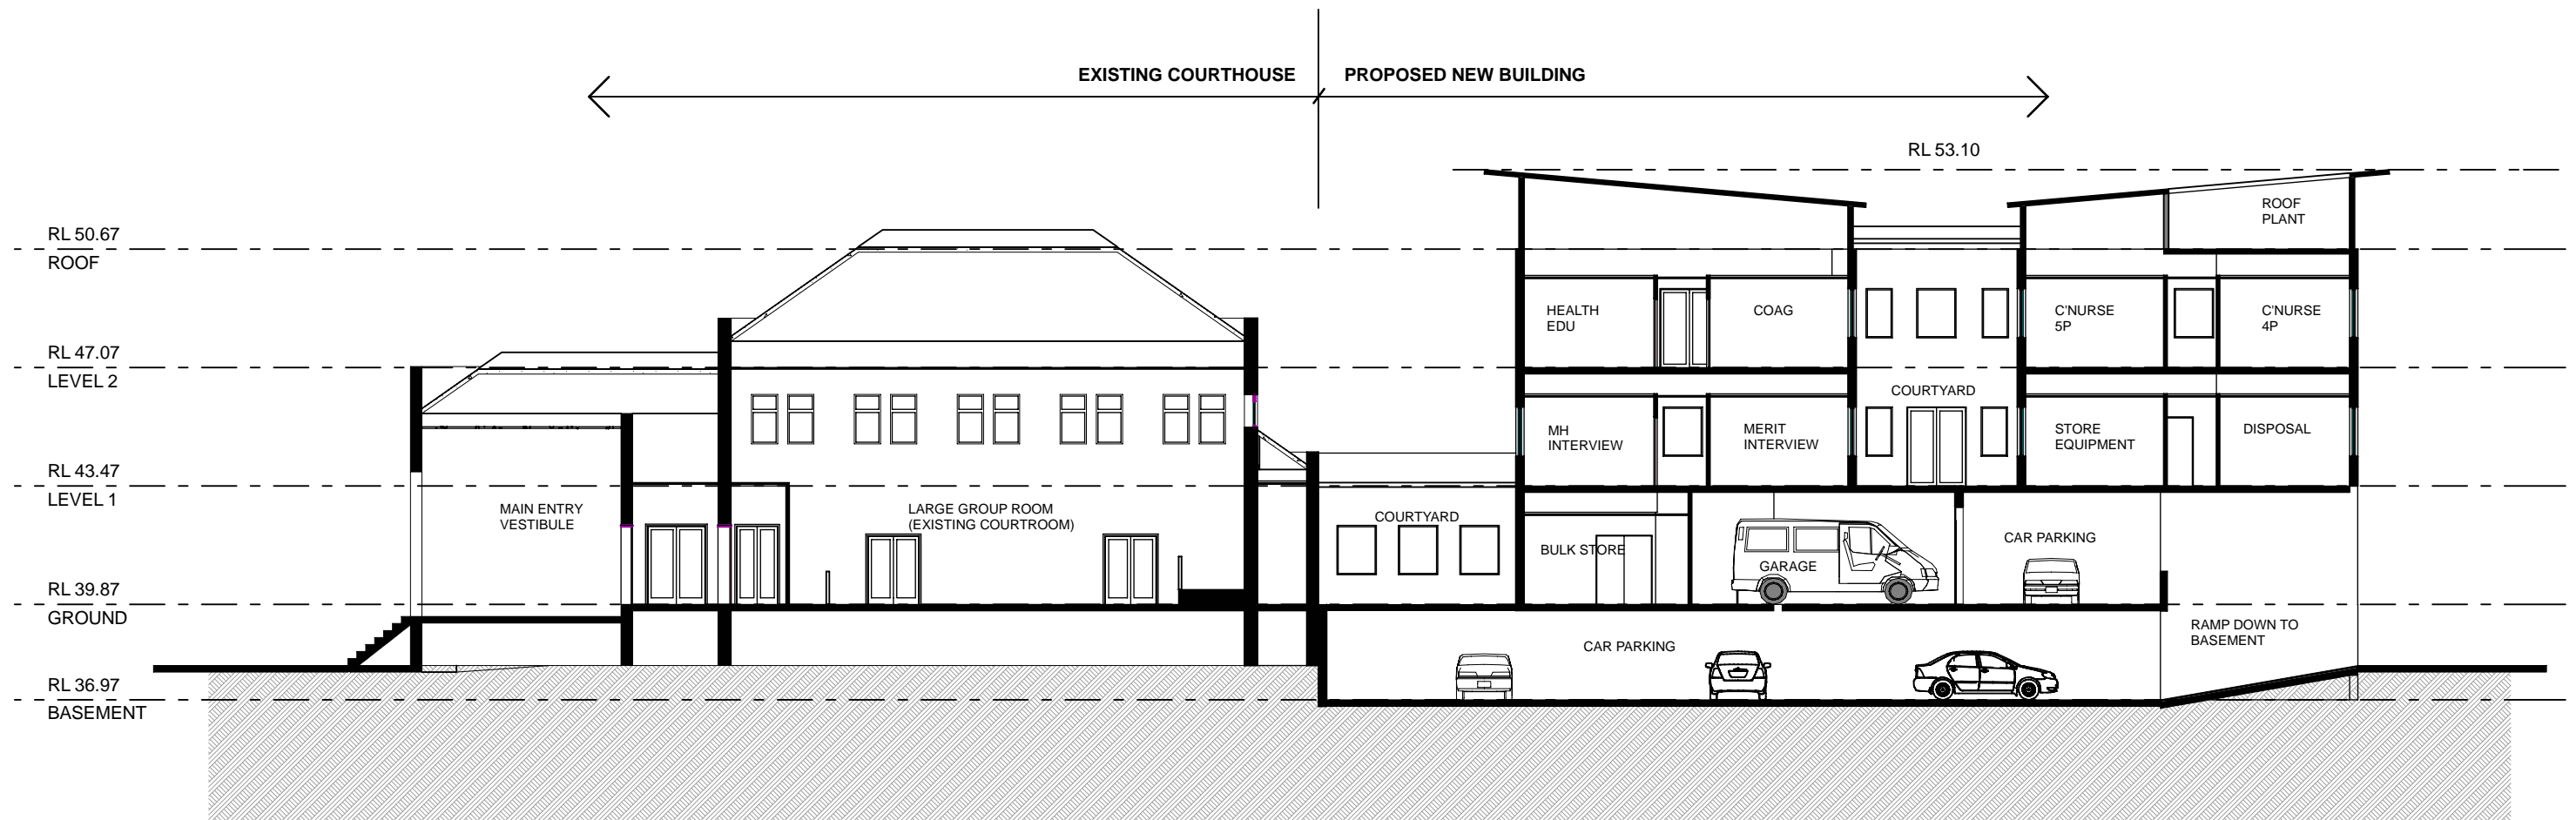 EXISTING COURTHOUSE
PROPOSED NEW BUILDING
RL 53.10
ROOF
PLANT
RL 50.67
ROOF
HEALTH
EDU
COAG
C'NURSE
5P
C'NURSE
4P
RL 47.07
LEVEL 2
COURTYARD
MH
INTERVIEW
MERIT
INTERVIEW
STORE
EQUIPMENT
DISPOSAL
RL 43.47
LEVEL 1
MAIN ENTRY
VESTIBULE
LARGE GROUP ROOM
(EXISTING COURTROOM)
COURTYARD
BULK STORE
GARAGE
CAR PARKING
RL 39.87
GROUND
CAR PARKING
RAMP DOWN TO
BASEMENT
RL 36.97
BASEMENT